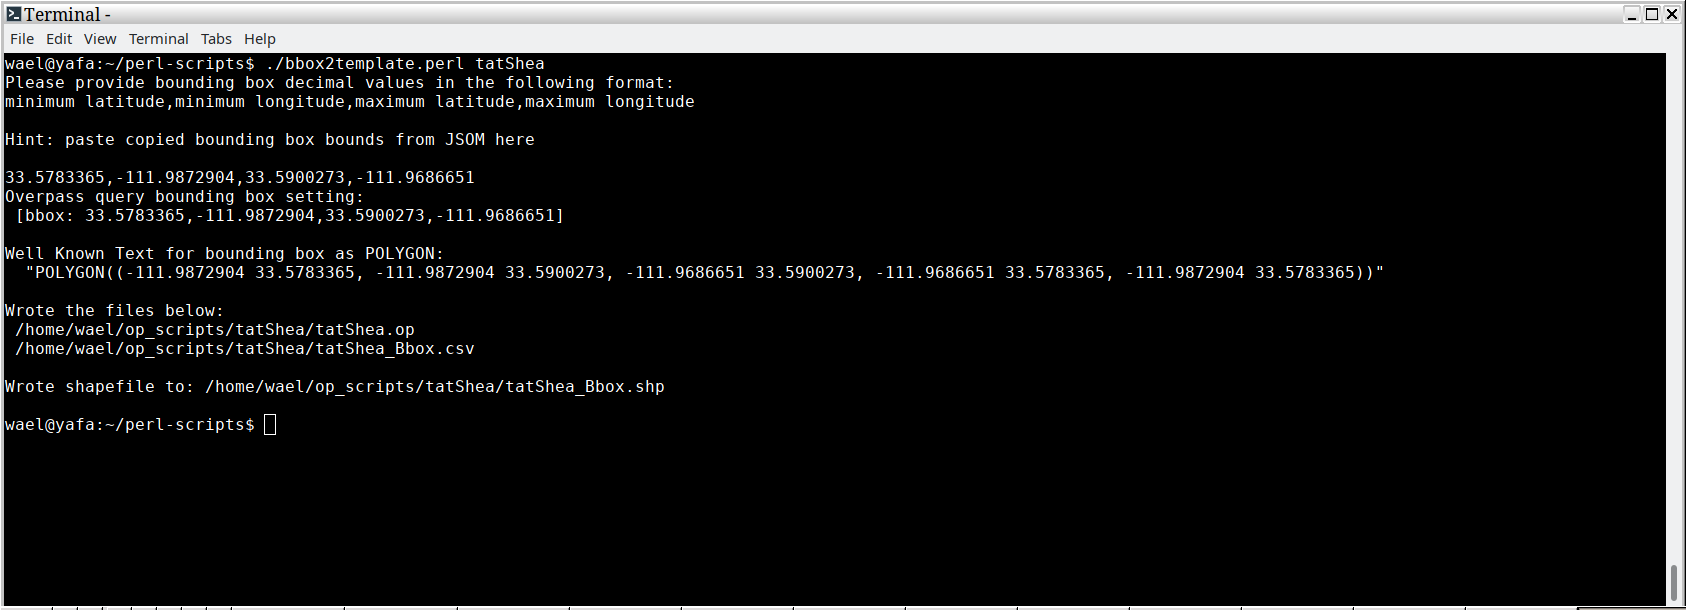 Terminal -
File Edit View Terminal Tabs Help
wael@yafa:~/perl-scripts$ ./bbox2template.perl tatShea
Please provide bounding box decimal values in the following format:
minimum latitude,minimum longitude,maximum latitude,maximum longitude
Hint: paste copied bounding box bounds from JSOM here
33.5783365,-111.9872904,33.5900273,-111.9686651
Overpass query bounding box setting:
[bbox: 33.5783365,-111.9872904,33.5900273,-111.9686651]
Well Known Text for bounding box as POLYGON:
"POLYGON((-111.9872904 33.5783365, -111.9872904 33.5900273, -111.9686651 33.5900273, -111.9686651 33.5783365, -111.9872904 33.5783365))"
Wrote the files below:
/home/wael/op_scripts/tatShea/tatShea.op
/home/wael/op_scripts/tatShea/tatShea_Bbox.csv
Wrote shapefile to: /home/wael/op_scripts/tatShea/tatShea_Bbox.shp
wael@yafa:~/perl-scripts$